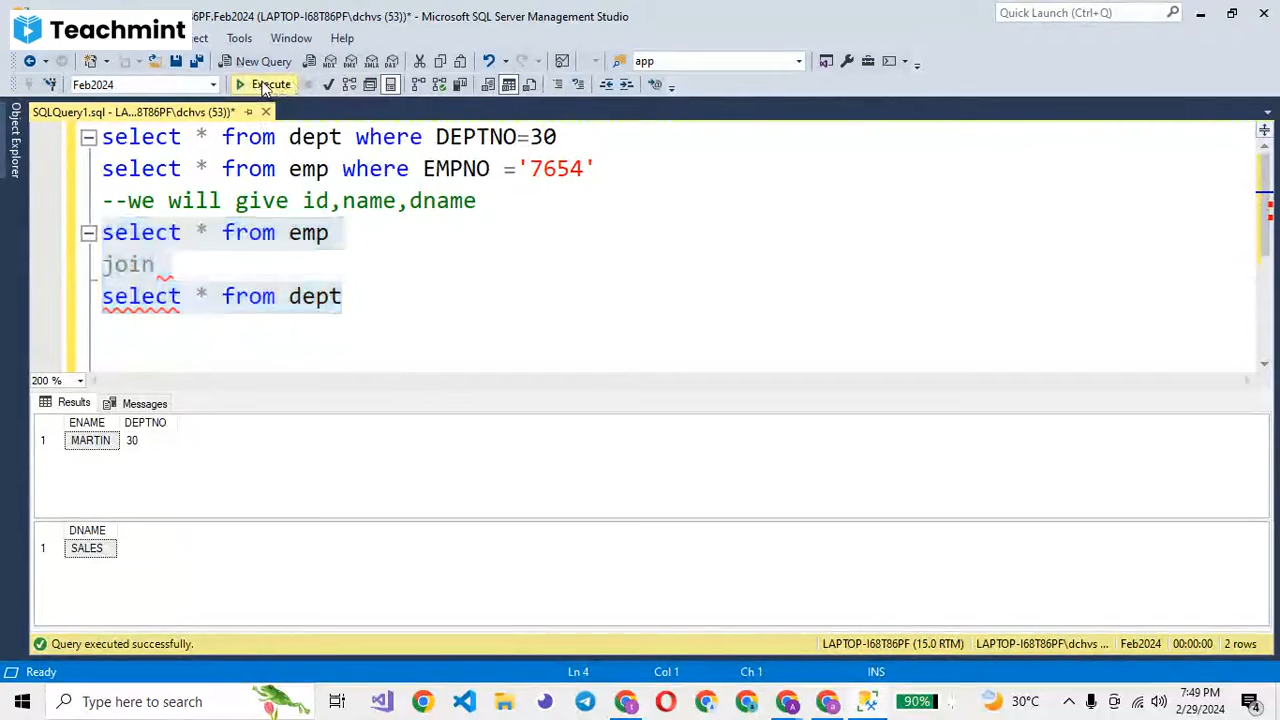 Teachmint
PF.Feb2024 (LAPTOP-I68T86PF\dchvs (53))* - Microsoft SQL Server Management Studio
Quick Launch (Ctrl+Q)
Tools Window Help
New Query
app
Feb2024
Execute
SQLQuery1.sql - LA...8T86PF\dchvs (53))*
Object Explorer
select * from dept where DEPTNO=30
select * from emp where EMPNO ='7654'
--we will give id,name,dname
select * from emp
join
select * from dept
200 %
Results Messages
ENAME DEPTNO
1 MARTIN 30
DNAME
1 SALES
Query executed successfully.
LAPTOP-I68T86PF (15.0 RTM) LAPTOP-I68T86PF\dchvs ... Feb2024 00:00:00 2 rows
Ready Ln 4 Col 1 Ch 1 INS
Type here to search
90% 30°C
7:49 PM
2/29/2024
4